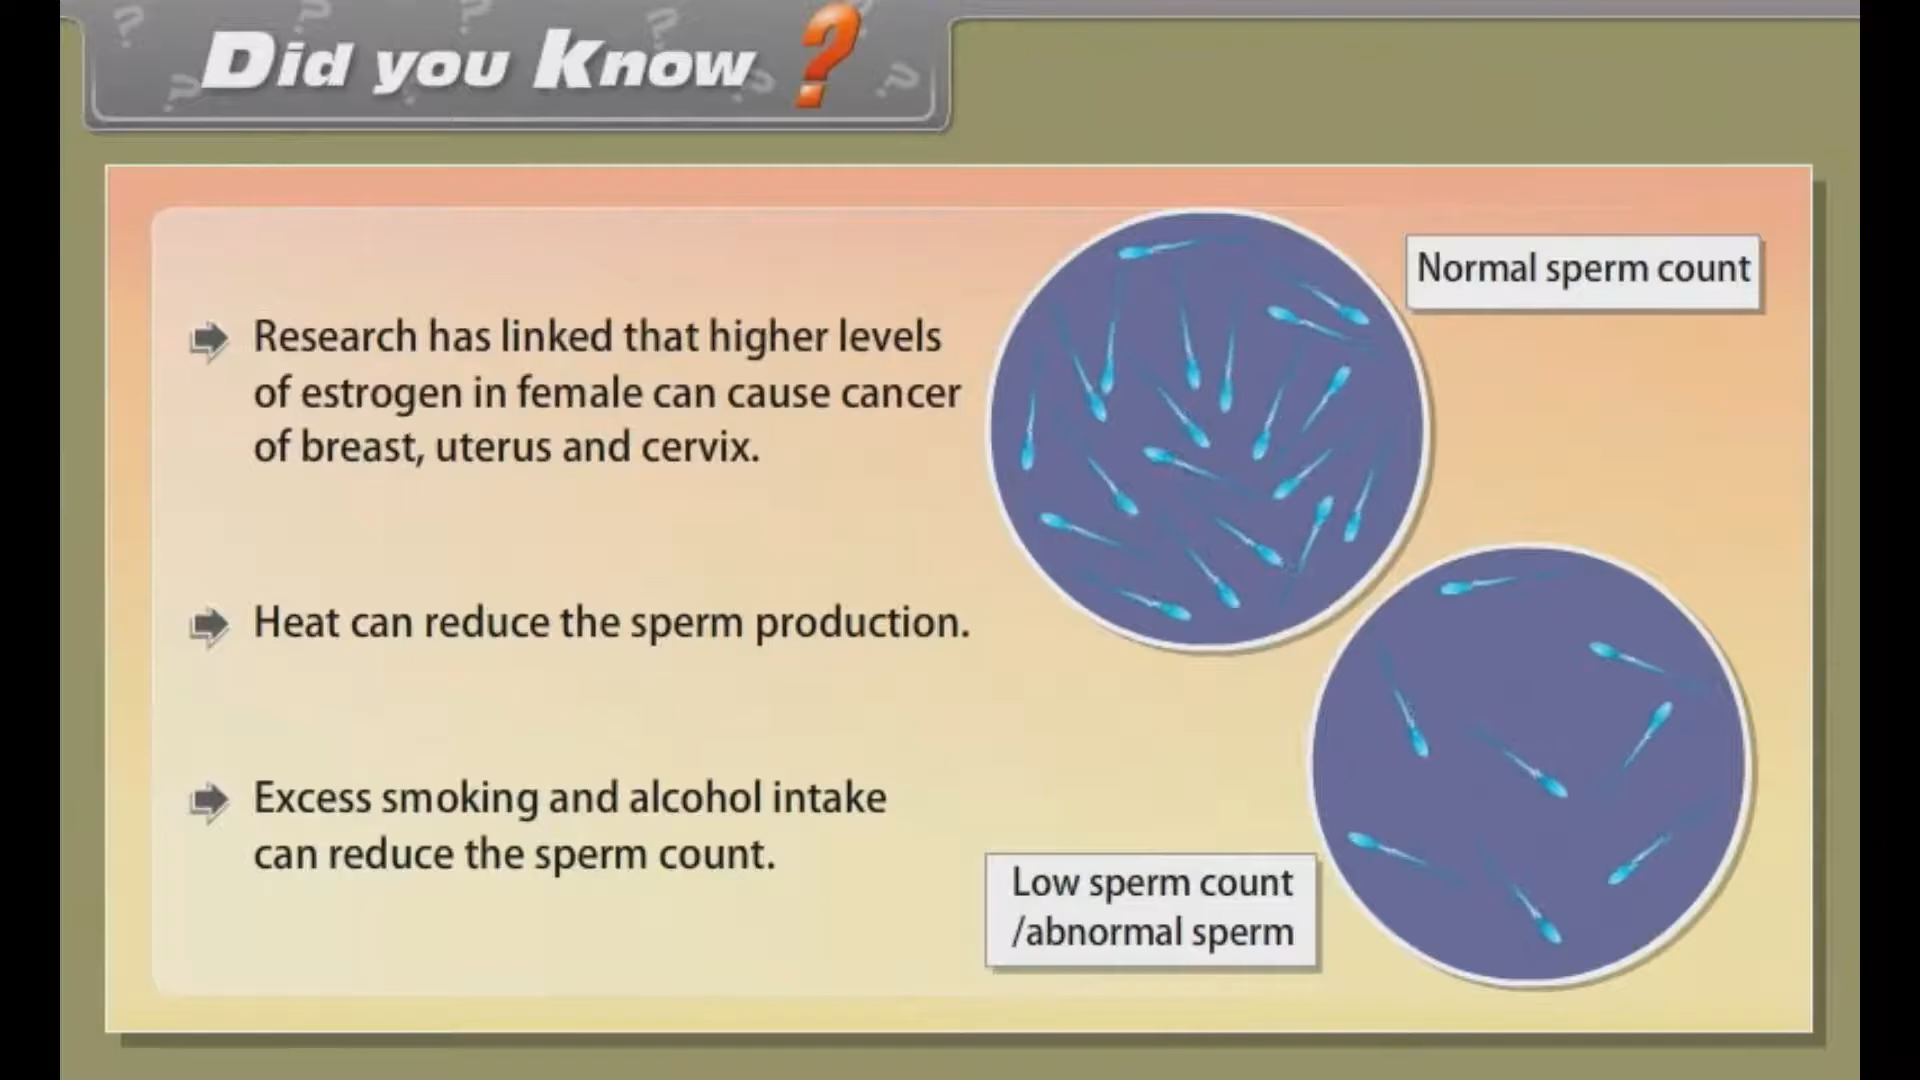 Did you Know ?
Research has linked that higher levels
of estrogen in female can cause cancer
of breast, uterus and cervix.
Heat can reduce the sperm production.
Excess smoking and alcohol intake
can reduce the sperm count.
Normal sperm count
Low sperm count
/abnormal sperm